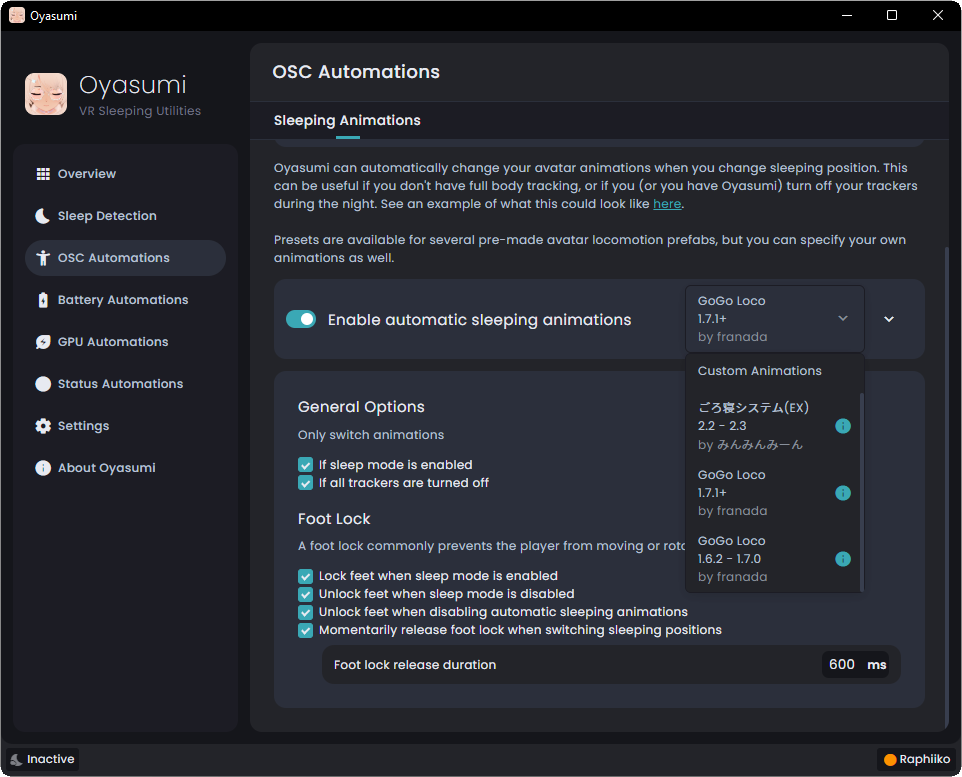 Oyasumi
Oyasumi
VR Sleeping Utilities
Overview
Sleep Detection
OSC Automations
Battery Automations
GPU Automations
Status Automations
Settings
About Oyasumi
OSC Automations
Sleeping Animations
Oyasumi can automatically change your avatar animations when you change sleeping position. This
can be useful if you don't have full body tracking, or if you (or you have Oyasumi) turn off your trackers
during the night. See an example of what this could look like here.
Presets are available for several pre-made avatar locomotion prefabs, but you can specify your own
animations as well.
Enable automatic sleeping animations
GoGo Loco
1.7.1+
by franada
Custom Animations
ごろ寝システム(EX)
2.2 - 2.3
by みんみんみーん
GoGo Loco
1.7.1+
by franada
GoGo Loco
1.6.2 - 1.7.0
by franada
General Options
Only switch animations
If sleep mode is enabled
If all trackers are turned off
Foot Lock
A foot lock commonly prevents the player from moving or
Lock feet when sleep mode is enabled
Unlock feet when sleep mode is disabled
Unlock feet when disabling automatic sleeping animations
Momentarily release foot lock when switching sleeping positions
Foot lock release duration
600 ms
Inactive
Raphiiko